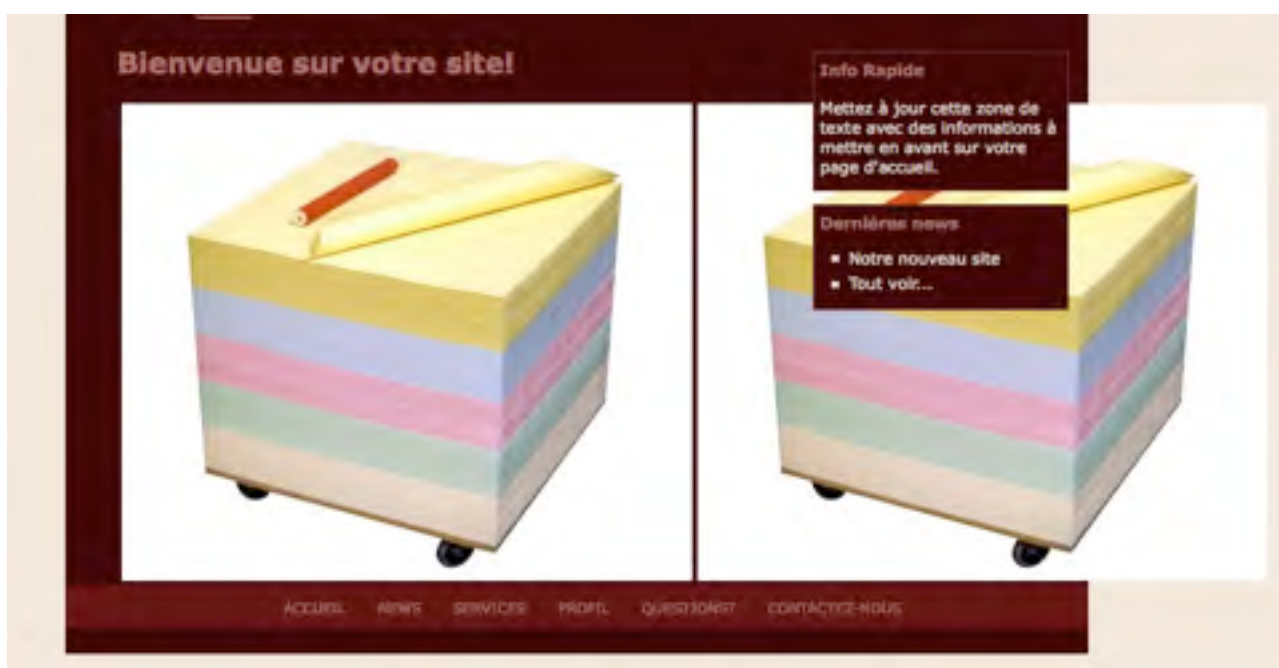 Bienvenue sur votre site!
Info Rapide
Mettez à jour cette zone de
texte avec des informations à
mettre en avant sur votre
page d'accueil.
Dernières news
Notre nouveau site
Tout voir...
ACCUEIL NEWS SERVICES PROFIL QUESTIONS? CONTACTEZ-NOUS